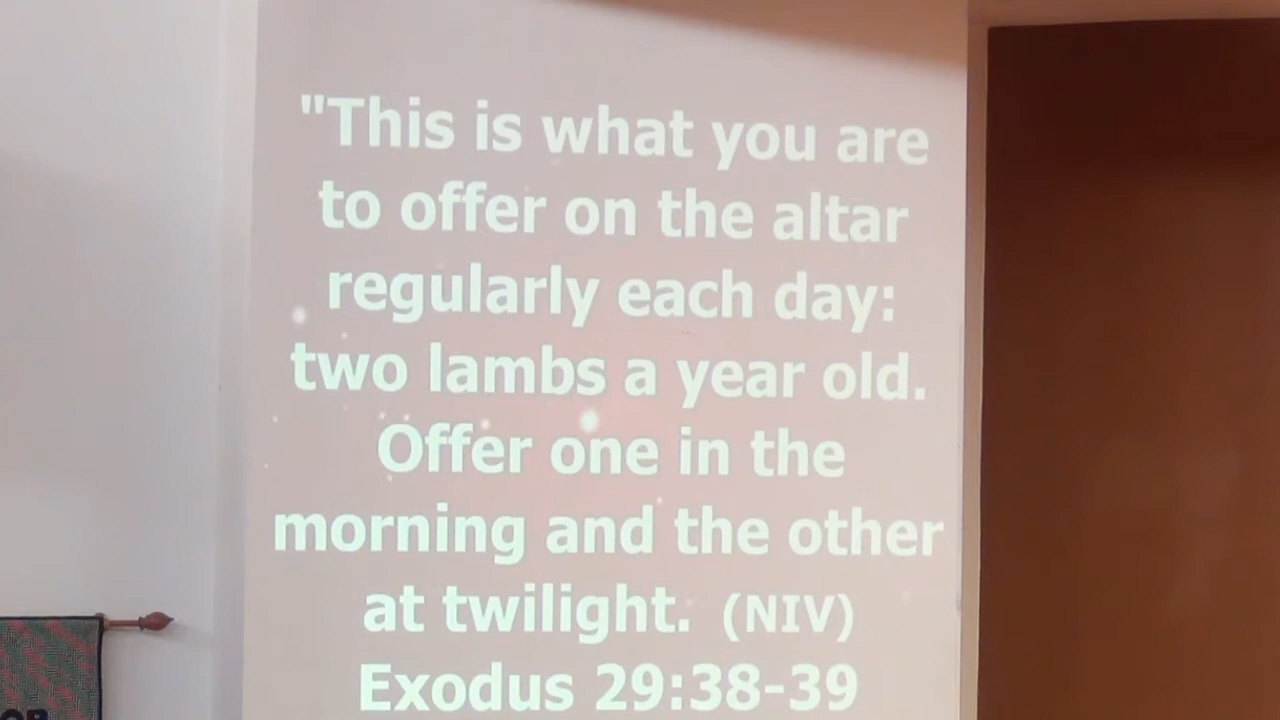 "This is what you are
to offer on the altar
regularly each day:
two lambs a year old.
Offer one in the
morning and the other
at twilight. (NIV)
Exodus 29:38-39